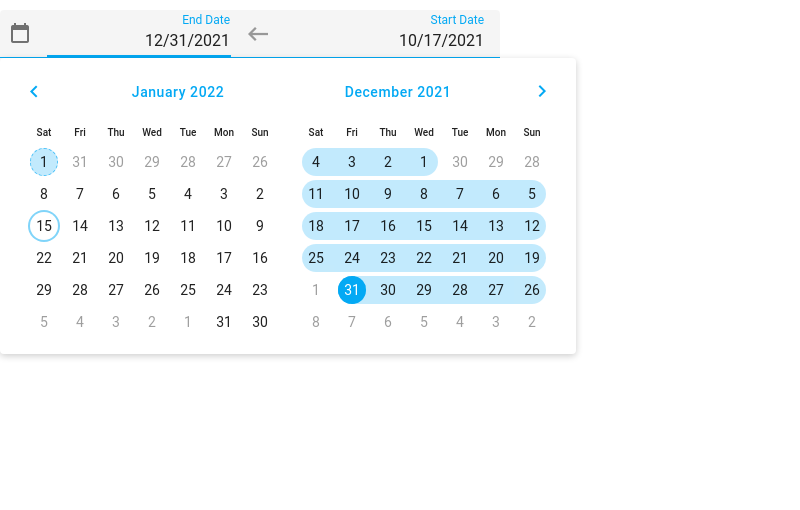 End Date
Start Date
12/31/2021
10/17/2021
January 2022
December 2021
Sat Fri Thu Wed Tue Mon Sun
1 31 30 29 28 27 26
8 7 6 5 4 3 2
15 14 13 12 11 10 9
22 21 20 19 18 17 16
29 28 27 26 25 24 23
5 4 3 2 1 31 30
Sat Fri Thu Wed Tue Mon Sun
4 3 2 1 30 29 28
11 10 9 8 7 6 5
18 17 16 15 14 13 12
25 24 23 22 21 20 19
1 31 30 29 28 27 26
8 7 6 5 4 3 2